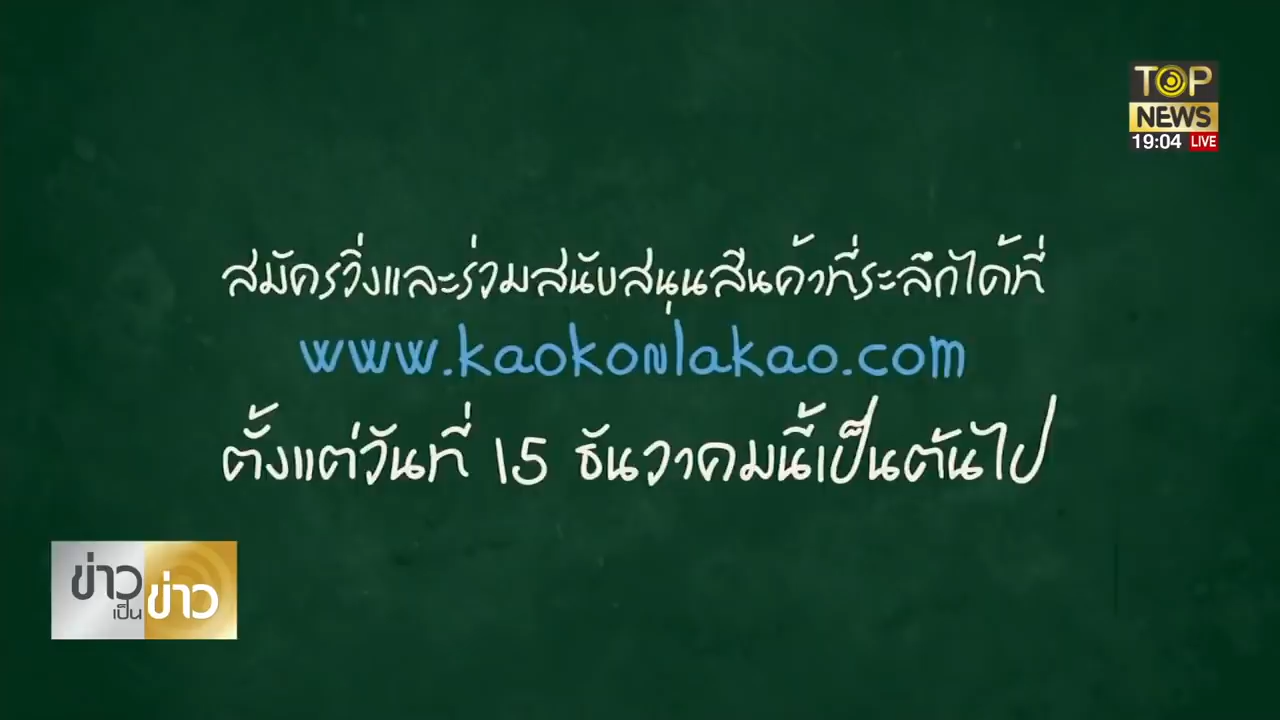 TOP
NEWS
19:04 LIVE
สมัครวิ่งและร่วมสนับสนุนสินค้าที่ระลึกได้ที่
www.kaokonlakao.com
ตั้งแต่วันที่ 15 ธันวาคมนี้เป็นต้นไป
ข่าว
เป็น
ข่าว